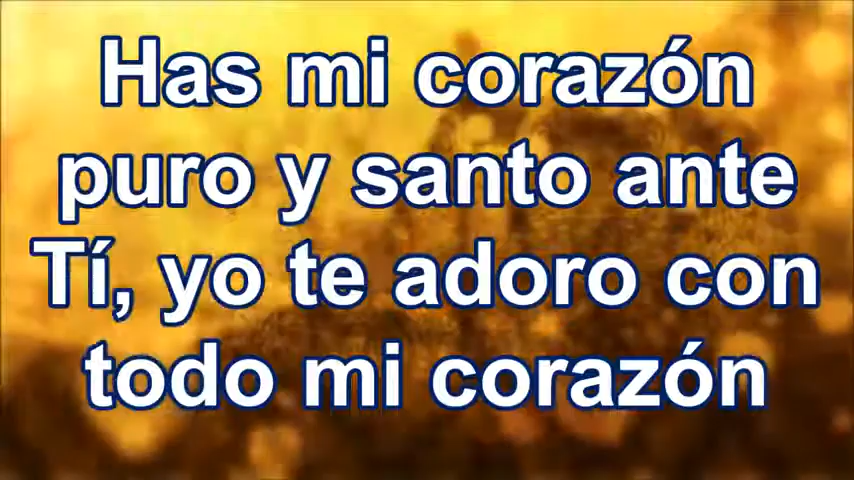 Has mi corazón
puro y santo ante
Tí, yo te adoro con
todo mi corazón